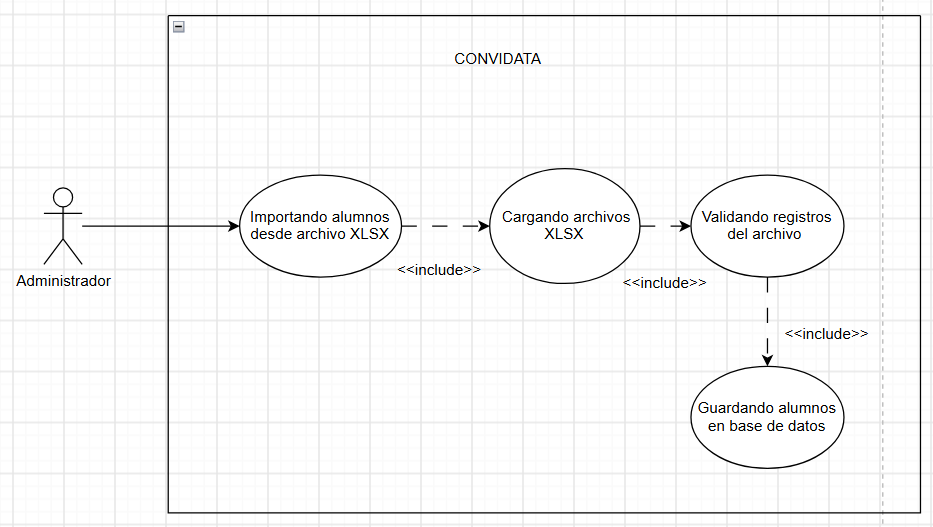 CONVIDATA
Importando alumnos
desde archivo XLSX
Cargando archivos
XLSX
Validando registros
del archivo
<<include>>
<<include>>
Administrador
<<include>>
Guardando alumnos
en base de datos